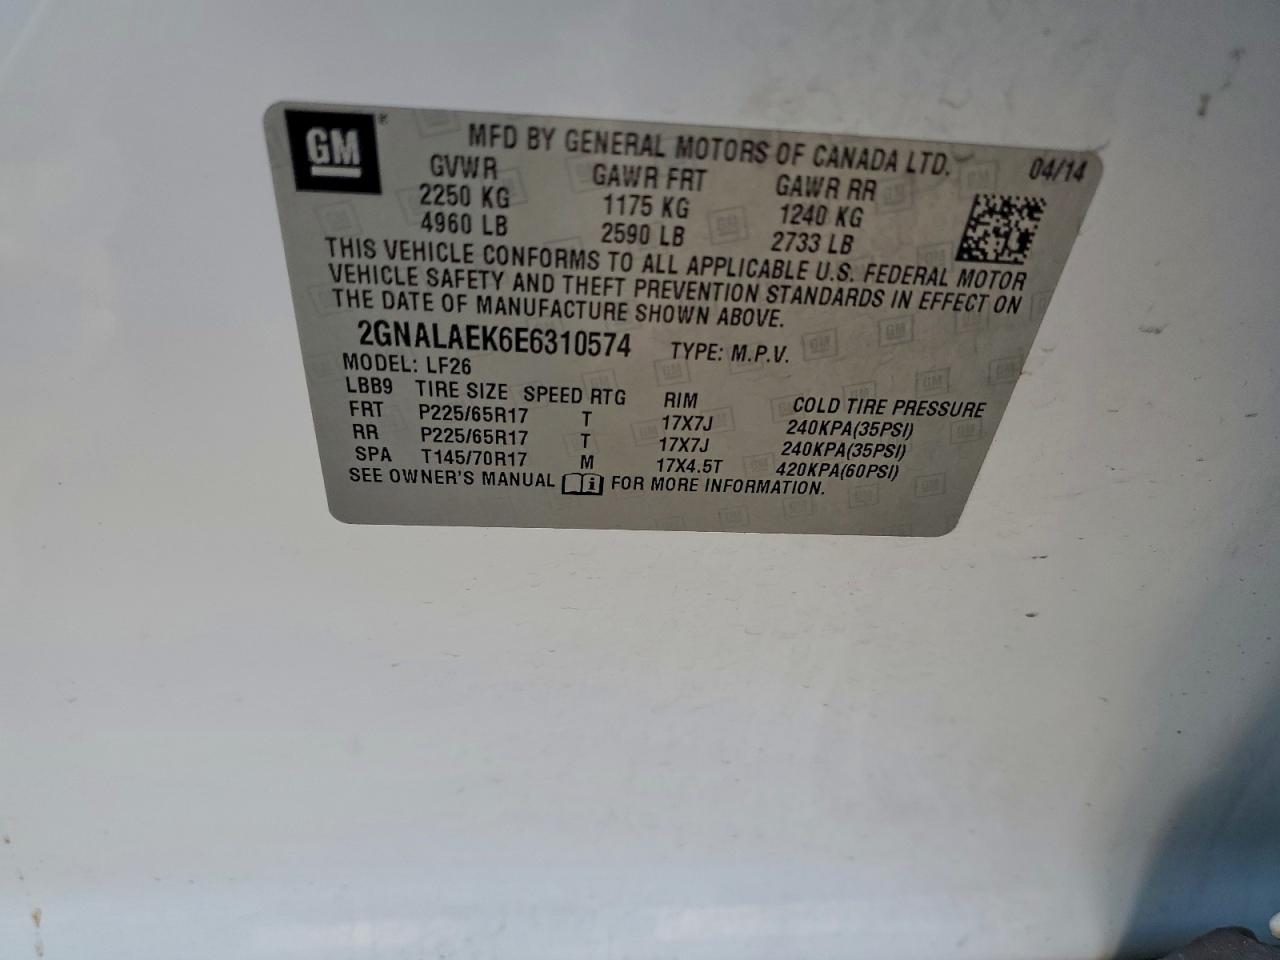 GM ®
MFD BY GENERAL MOTORS OF CANADA LTD. 04/14
GVWR GAWR FRT GAWR RR
2250 KG 1175 KG 1240 KG
4960 LB 2590 LB 2733 LB
THIS VEHICLE CONFORMS TO ALL APPLICABLE U.S. FEDERAL MOTOR
VEHICLE SAFETY AND THEFT PREVENTION STANDARDS IN EFFECT ON
THE DATE OF MANUFACTURE SHOWN ABOVE.
2GNALAEK6E6310574 TYPE: M.P.V.
MODEL: LF26
LBB9 TIRE SIZE SPEED RTG RIM COLD TIRE PRESSURE
FRT P225/65R17 T 17X7J 240KPA(35PSI)
RR P225/65R17 T 17X7J 240KPA(35PSI)
SPA T145/70R17 M 17X4.5T 420KPA(60PSI)
SEE OWNER'S MANUAL i FOR MORE INFORMATION.